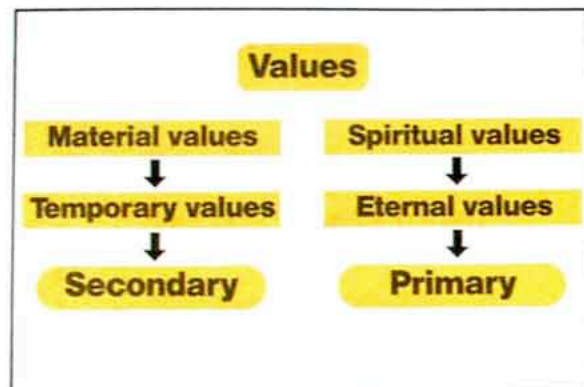 Values
Material values
Spiritual values
Temporary values
Eternal values
Secondary
Primary